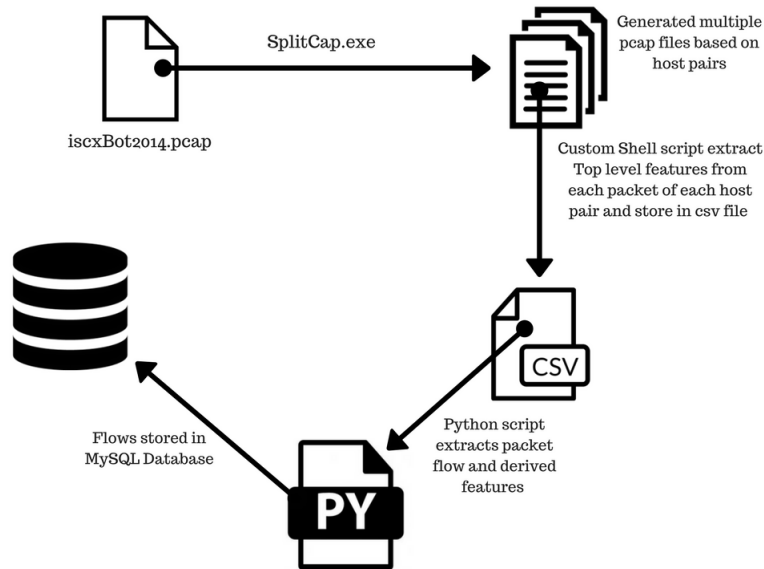 SplitCap.exe
Generated multiple
pcap files based on
host pairs
iscxBot2014.pcap
Custom Shell script extract
Top level features from
each packet of each host
pair and store in csv file
CSV
Python script
extracts packet
flow and derived
features
Flows stored in
MySQL Database
PY